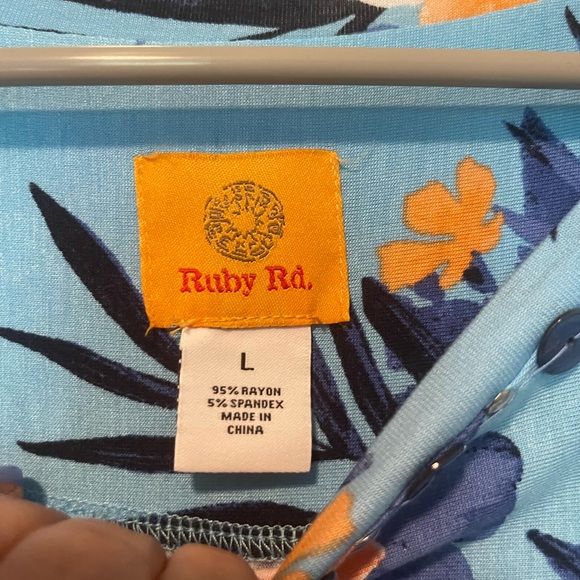 Ruby Rd.
L
95% RAYON
5% SPANDEX
MADE IN
CHINA